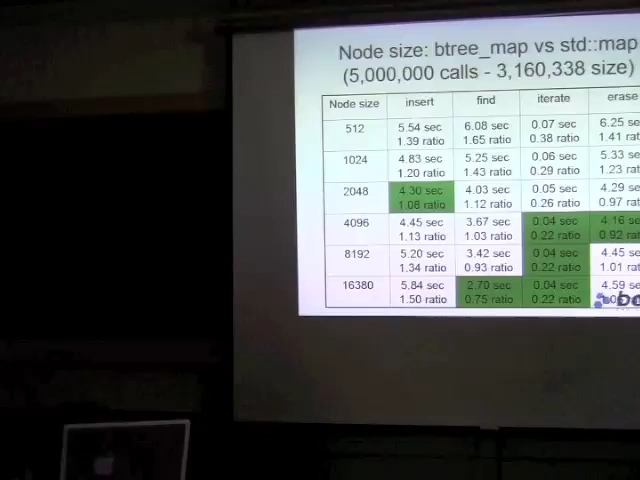 Node size: btree_map vs std::map
(5,000,000 calls - 3,160,338 size)
Node size insert find iterate erase
512 5.54 sec 6.08 sec 0.07 sec 6.25 se
1.39 ratio 1.65 ratio 0.38 ratio 1.41 rat
1024 4.83 sec 5.25 sec 0.06 sec 5.33 se
1.20 ratio 1.43 ratio 0.29 ratio 1.23 rat
2048 4.30 sec 4.03 sec 0.05 sec 4.29 se
1.08 ratio 1.12 ratio 0.26 ratio 0.97 rat
4096 4.45 sec 3.67 sec 0.04 sec 4.16 se
1.13 ratio 1.03 ratio 0.22 ratio 0.92 rat
8192 5.20 sec 3.42 sec 0.04 sec 4.45 se
1.34 ratio 0.93 ratio 0.22 ratio 1.01 rat
16380 5.84 sec 2.70 sec 0.04 sec 4.59 se
1.50 ratio 0.75 ratio 0.22 ratio